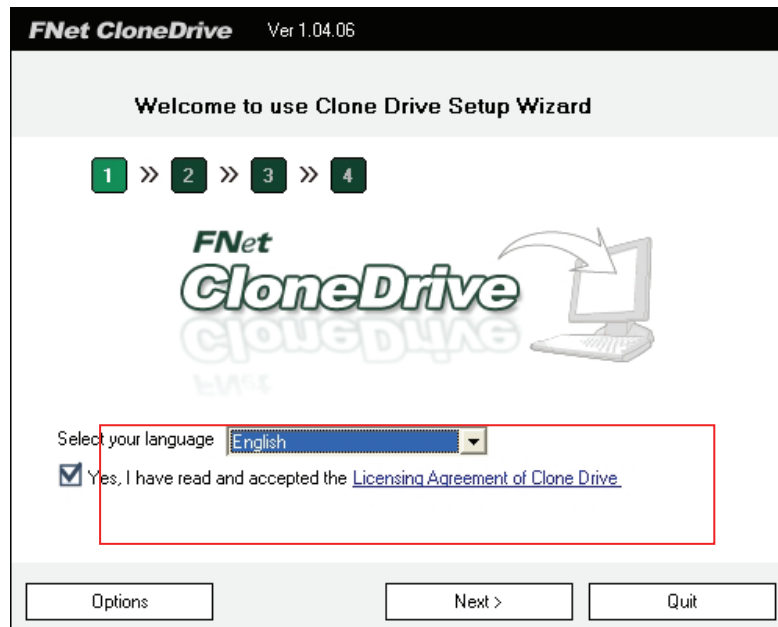 FNet CloneDrive Ver 1.04.06
Welcome to use Clone Drive Setup Wizard
1 » 2 » 3 » 4
FNet
CloneDrive
Select your language English
Yes, I have read and accepted the Licensing Agreement of Clone Drive
Options Next > Quit